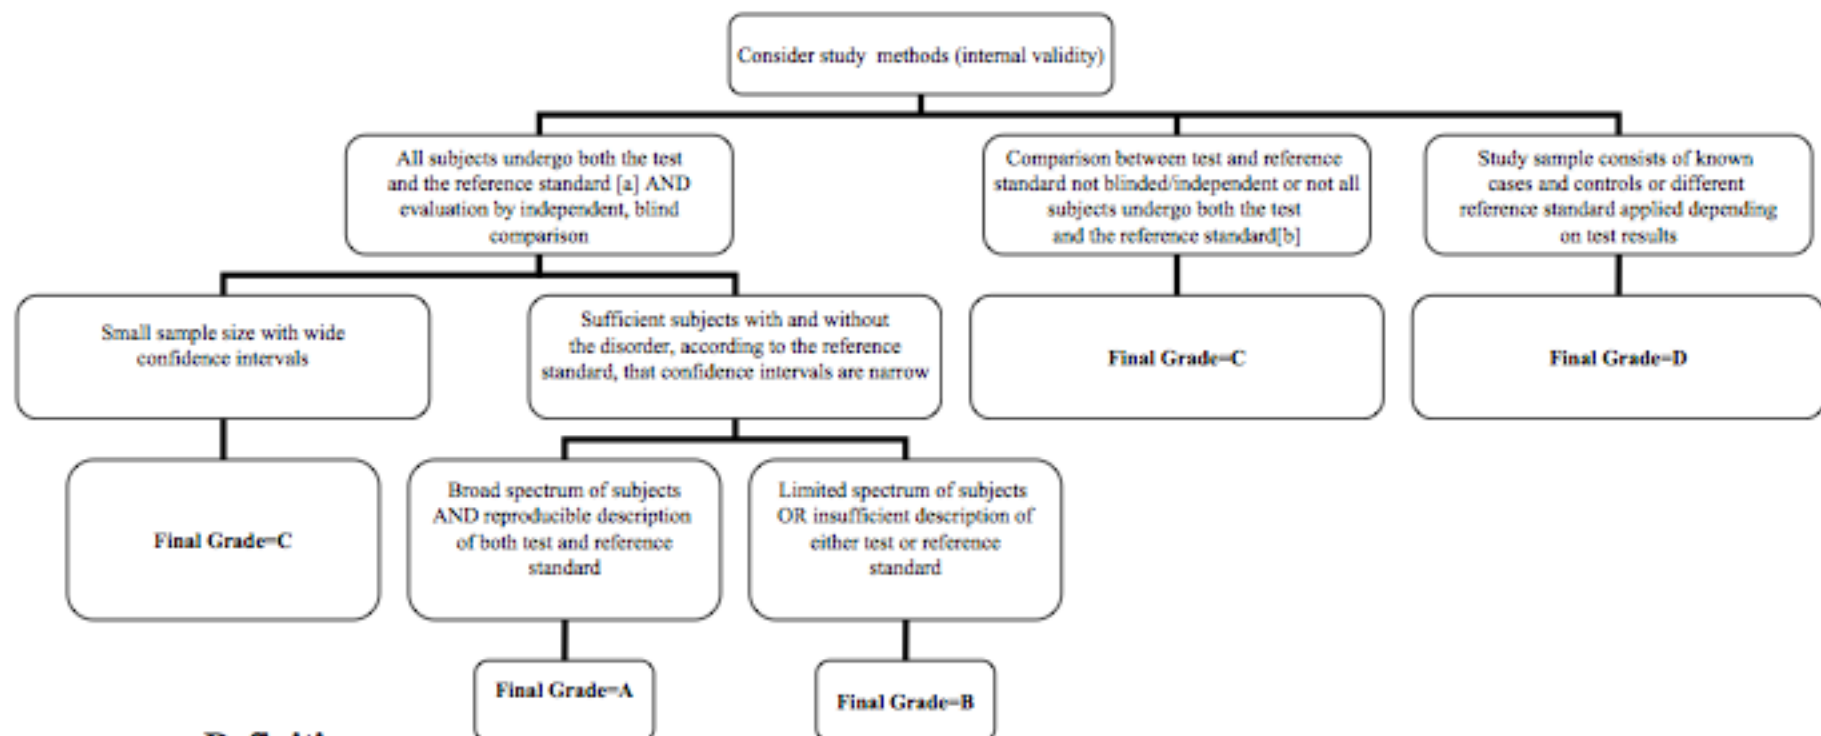 Consider study methods (internal validity)
All subjects undergo both the test
and the reference standard [a] AND
evaluation by independent, blind
comparison
Comparison between test and reference
standard not blinded/independent or not all
subjects undergo both the test
and the reference standard[b]
Study sample consists of known
cases and controls or different
reference standard applied depending
on test results
Small sample size with wide
confidence intervals
Sufficient subjects with and without
the disorder, according to the reference
standard, that confidence intervals are narrow
Final Grade=C
Final Grade=D
Final Grade=C
Broad spectrum of subjects
AND reproducible description
of both test and reference
standard
Limited spectrum of subjects
OR insufficient description of
either test or reference
standard
Final Grade=A
Final Grade=B